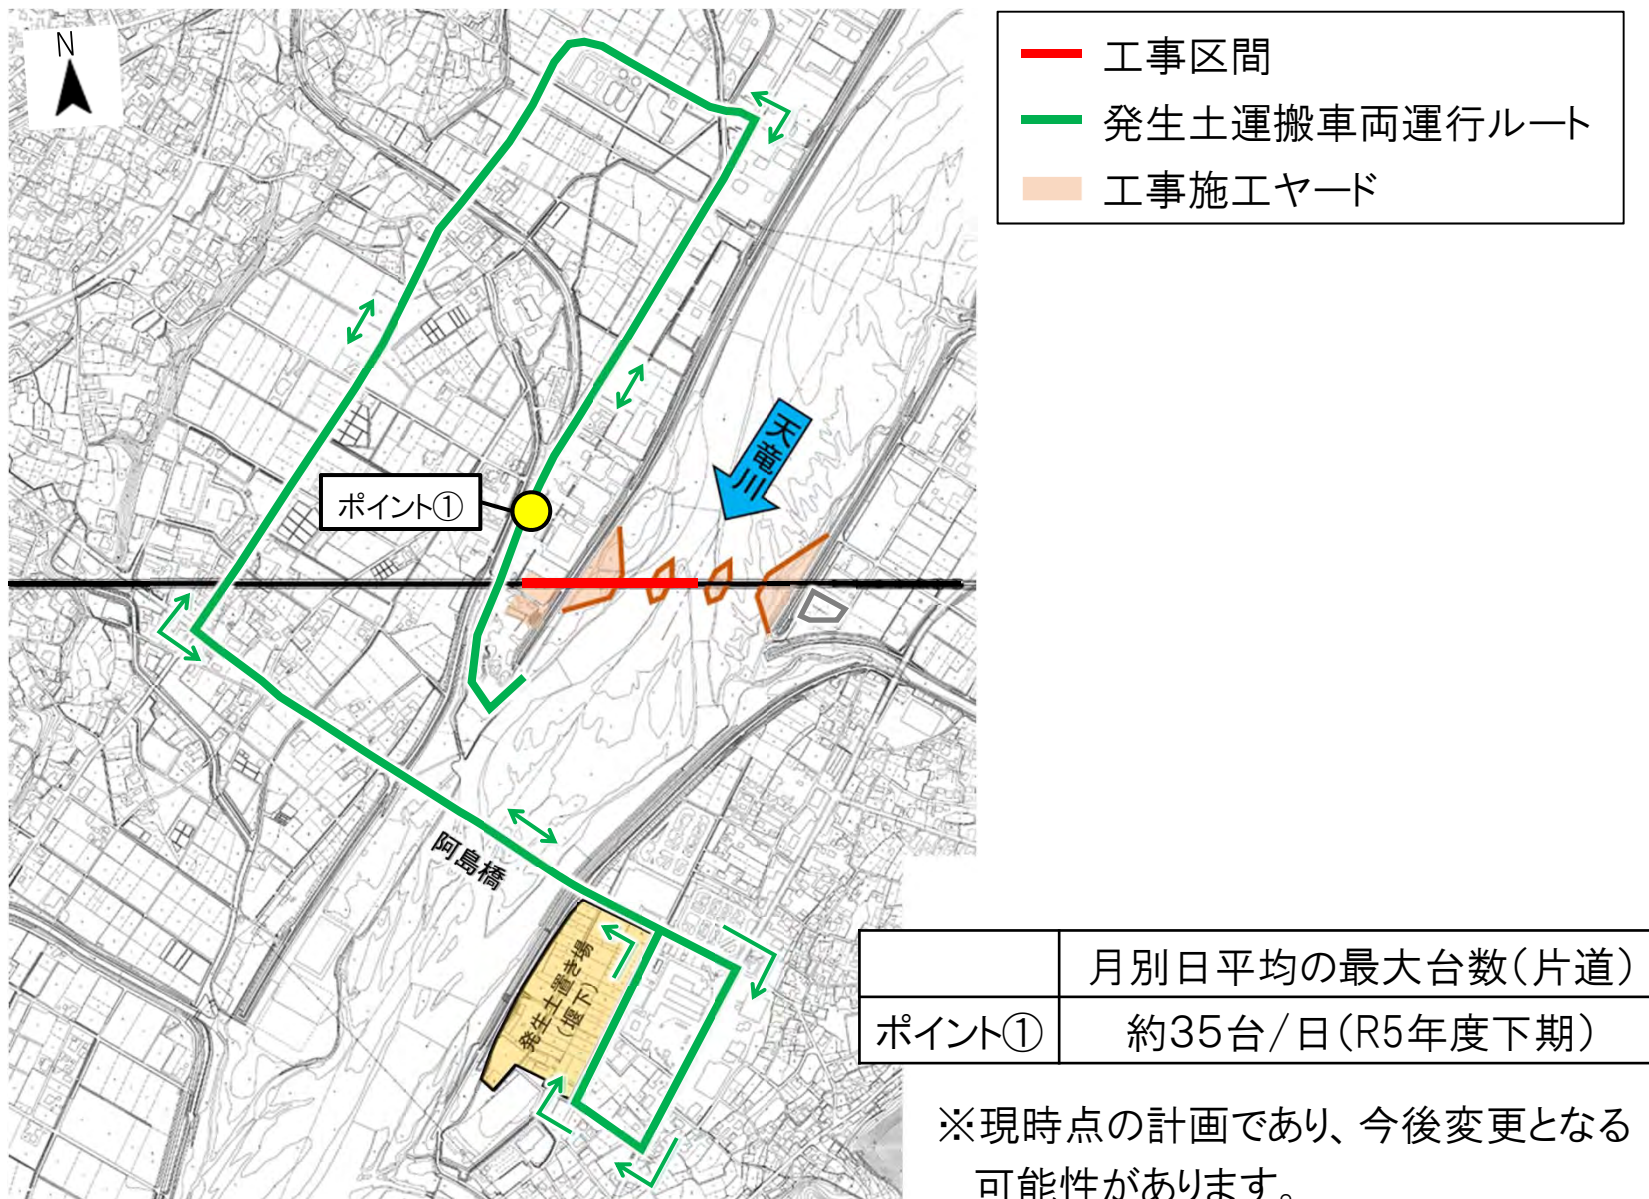 N
工事区間
発生土運搬車両運行ルート
工事施工ヤード
天竜川
ポイント①
阿島橋
発生土置き場
(堰下)
月別日平均の最大台数(片道)
ポイント① 約35台/日(R5年度下期)
※現時点の計画であり、今後変更となる
可能性があります。